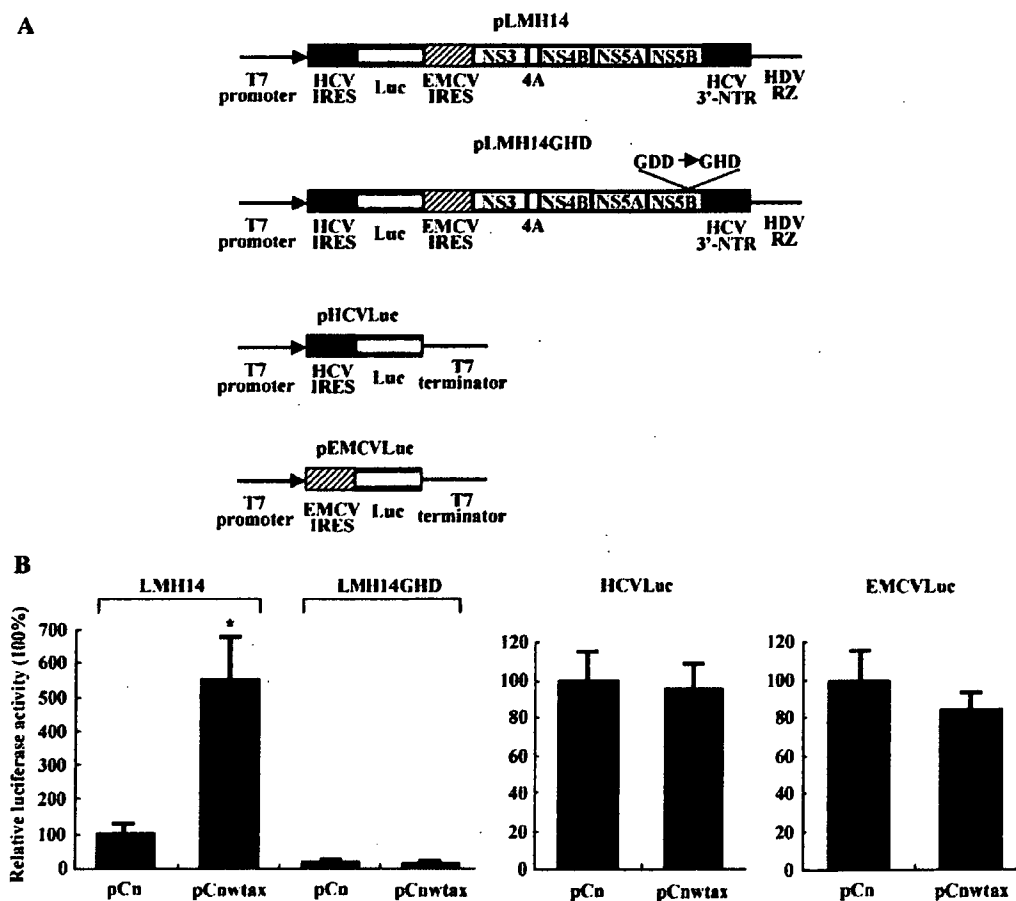 A
pLMH14
NS3 NS4B NS5A NS5B
T7 promoter HCV IRES Luc EMCV IRES 4A HCV 3'-NTR HDV RZ
pLMH14GHD
GDD GHD
NS3 NS4B NS5A NS5B
T7 promoter HCV IRES Luc EMCV IRES 4A HCV 3'-NTR HDV RZ
pHCVLuc
T7 promoter HCV IRES Luc T7 terminator
pEMCVLuc
T7 promoter EMCV IRES Luc T7 terminator
B
LMH14 LMH14GHD HCVLuc EMCVLuc
Relative luciferase activity (100%)
700
600
500
400
300
200
100
0
*
pCn pCnwtax pCn pCnwtax
120
100
80
60
40
20
0
pCn pCnwtax
120
100
80
60
40
20
0
pCn pCnwtax